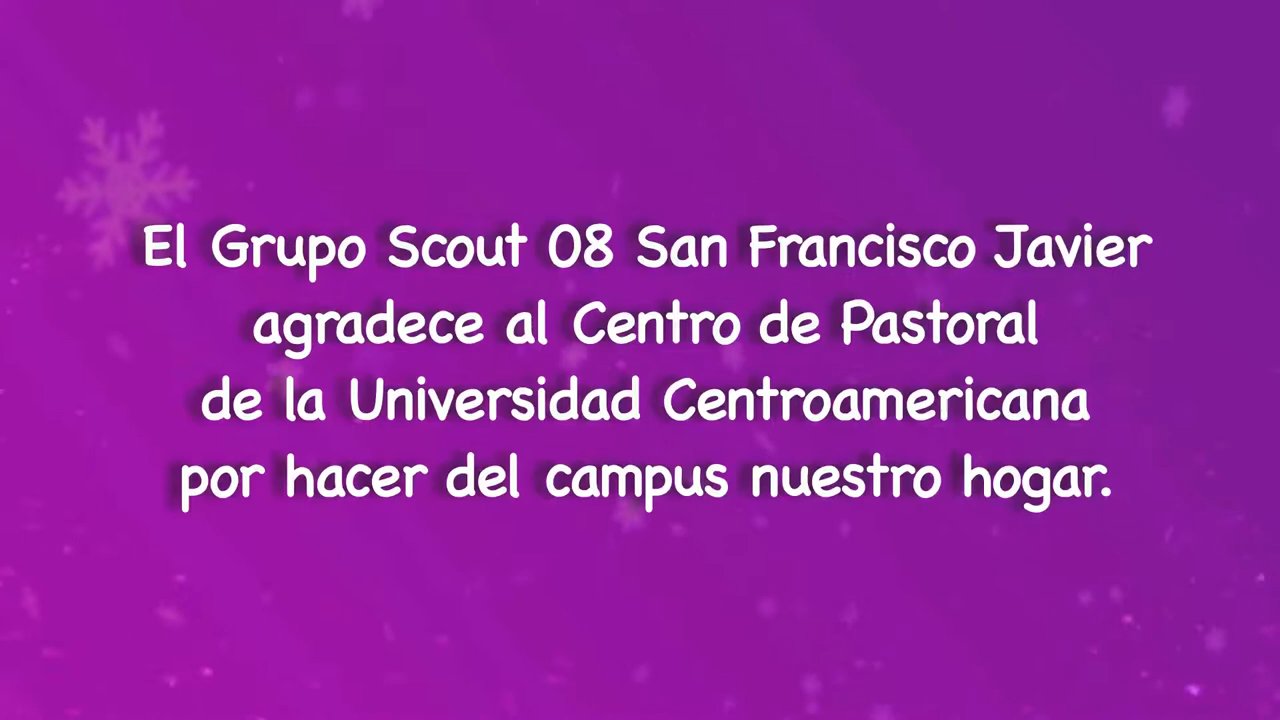 El Grupo Scout 08 San Francisco Javier
agradece al Centro de Pastoral
de la Universidad Centroamericana
por hacer del campus nuestro hogar.